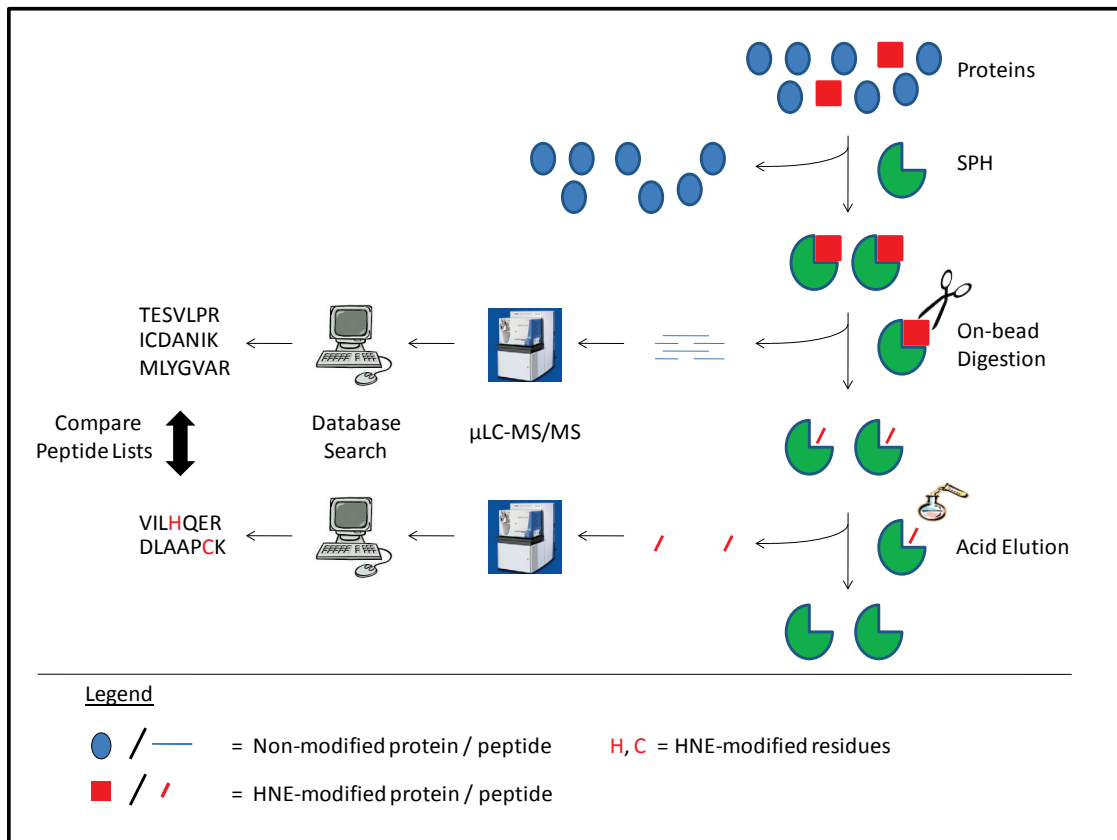 Proteins
SPH
On-bead
Digestion
TESVLPR
ICDANIK
MLYGVAR
Compare
Peptide Lists
Database
Search
µLC-MS/MS
VILHQER
DLAAPCK
Acid Elution
Legend
/ = Non-modified protein / peptide
H, C = HNE-modified residues
/ = HNE-modified protein / peptide